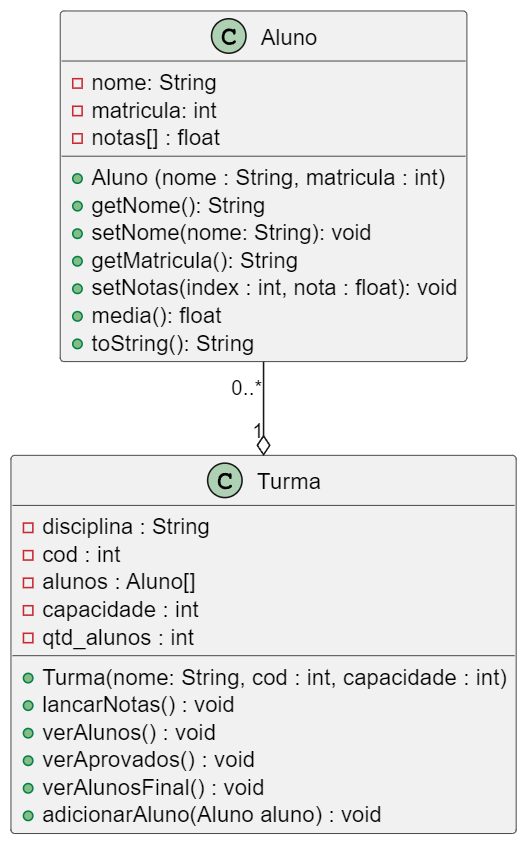 C Aluno
nome: String
matricula: int
notas[] : float
Aluno (nome : String, matricula : int)
getNome(): String
setNome(nome: String): void
getMatricula(): String
setNotas(index : int, nota : float): void
media(): float
toString(): String
0..*
1
C Turma
disciplina : String
cod : int
alunos : Aluno[]
capacidade : int
qtd_alunos : int
Turma(nome: String, cod : int, capacidade : int)
lancarNotas() : void
verAlunos() : void
verAprovados() : void
verAlunosFinal() : void
adicionarAluno(Aluno aluno) : void